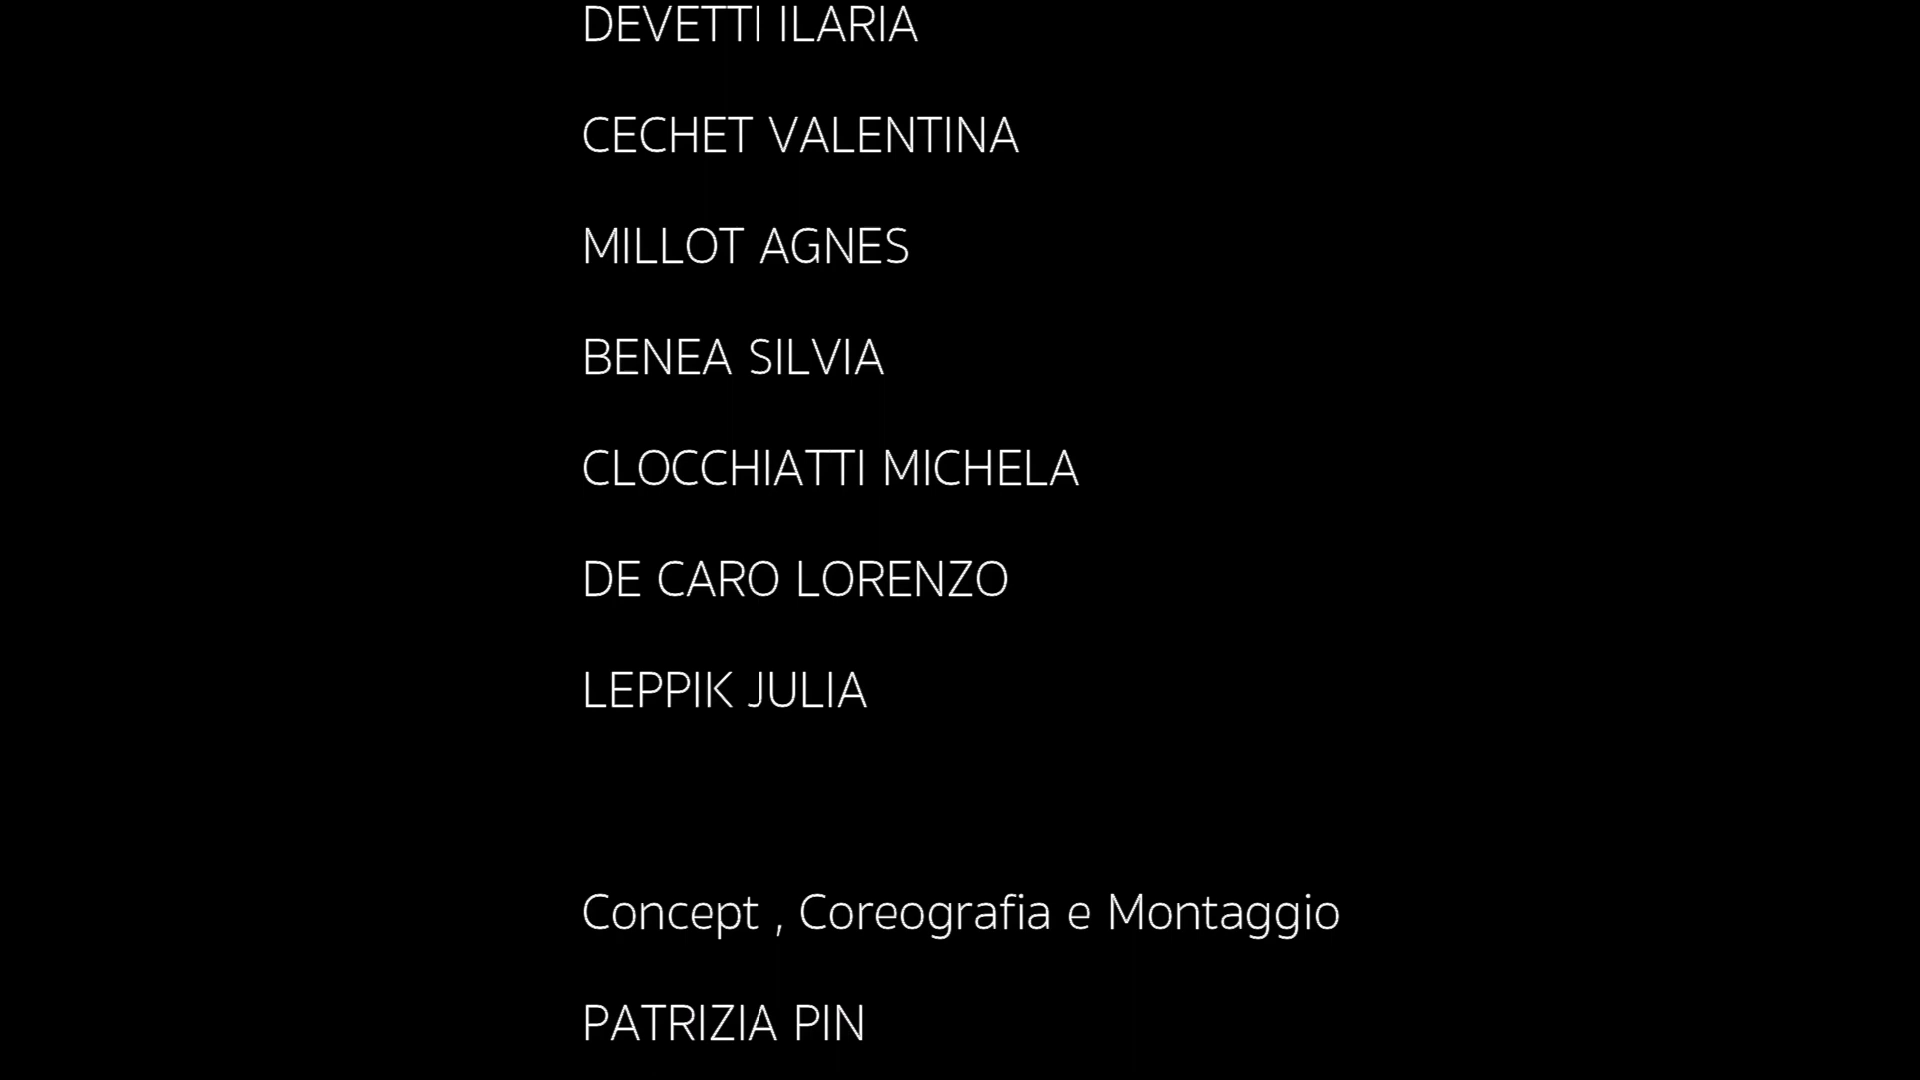 DEVETTI ILARIA
CECHET VALENTINA
MILLOT AGNES
BENEA SILVIA
CLOCCHIATTI MICHELA
DE CARO LORENZO
LEPPIK JULIA
Concept , Coreografia e Montaggio
PATRIZIA PIN